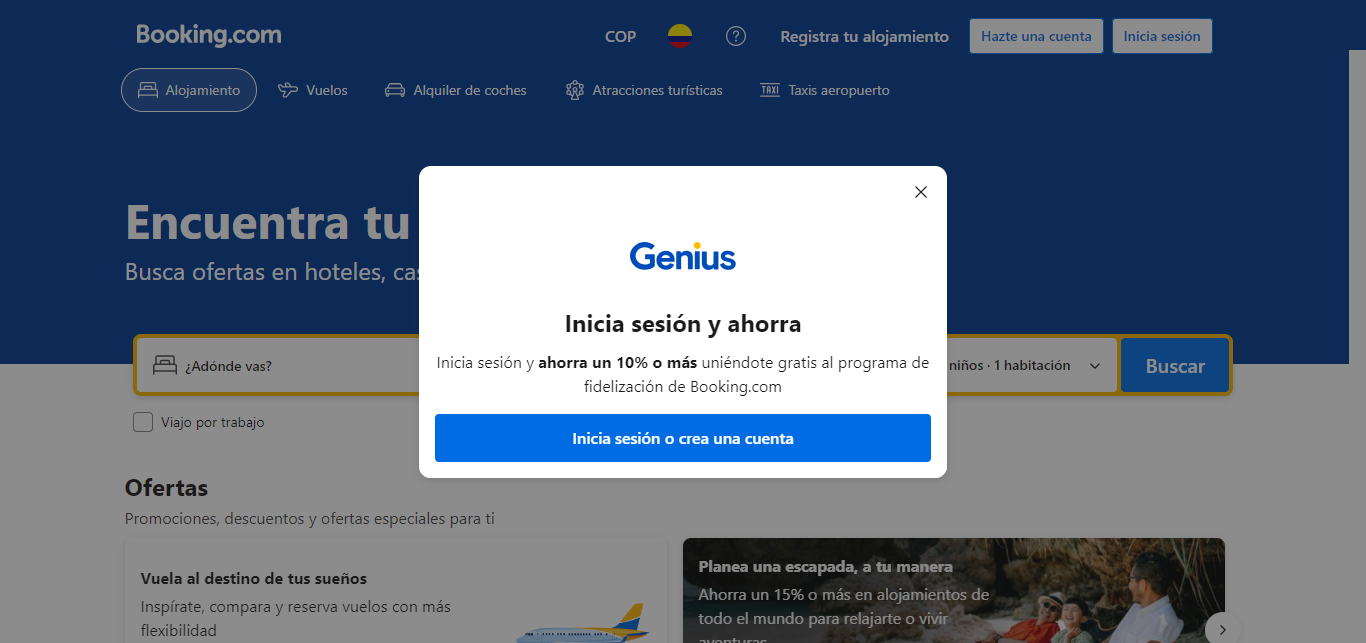 Booking.com
COP
?
Registra tu alojamiento
Hazte una cuenta
Inicia sesión
Alojamiento
Vuelos
Alquiler de coches
Atracciones turísticas
TAXI
Taxis aeropuerto
Encuentra tu
Busca ofertas en hoteles,
Genius
Inicia sesión y ahorra
Inicia sesión y ahorra un 10% o más uniéndote gratis al programa de
fidelización de Booking.com
Inicia sesión o crea una cuenta
¿Adónde vas?
niños · 1 habitación
Buscar
Viajo por trabajo
Ofertas
Promociones, descuentos y ofertas especiales para ti
Vuela al destino de tus sueños
Inspírate, compara y reserva vuelos con más
flexibilidad
Planea una escapada, a tu manera
Ahorra un 15% o más en alojamientos de
todo el mundo para relajarte o vivir
aventuras